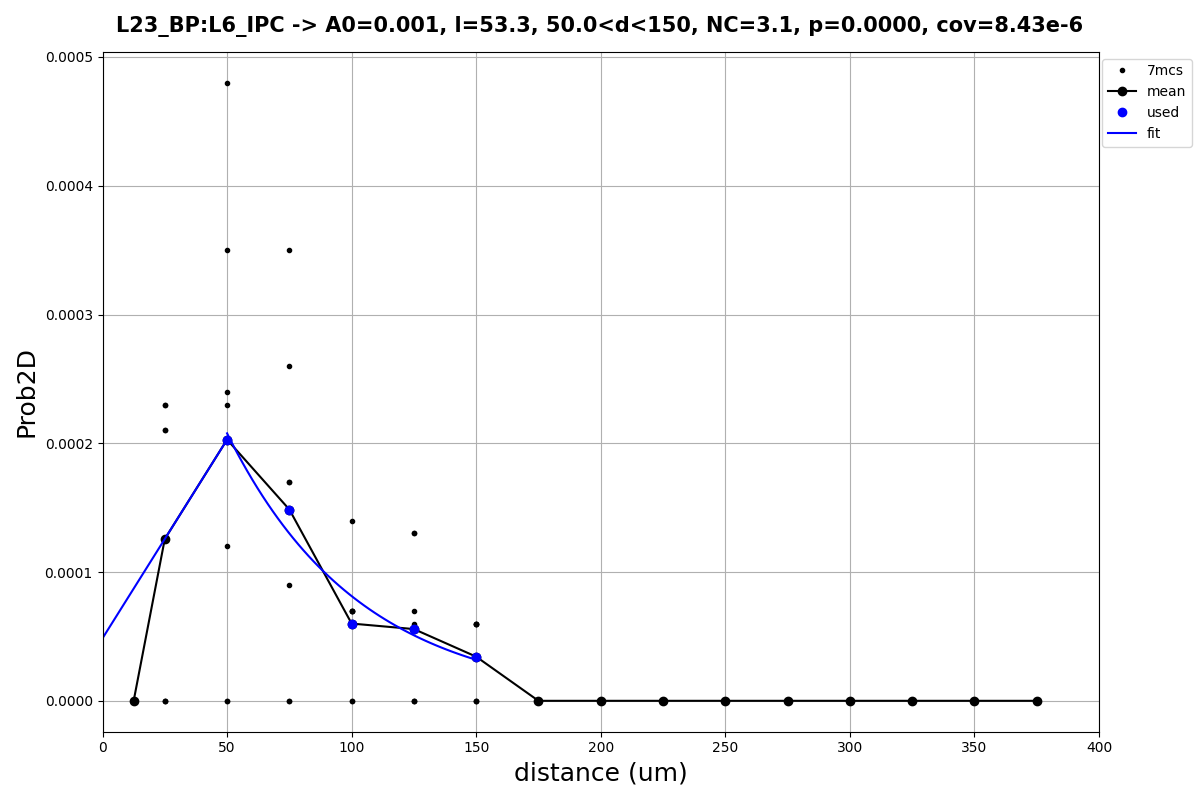 L23_BP:L6_IPC -> A0=0.001, l=53.3, 50.0<d<150, NC=3.1, p=0.0000, cov=8.43e-6
0.0005
0.0004
0.0003
0.0002
0.0001
0.0000
Prob2D
0
50
100
150
200
250
300
350
400
distance (um)
7mcs
mean
used
fit